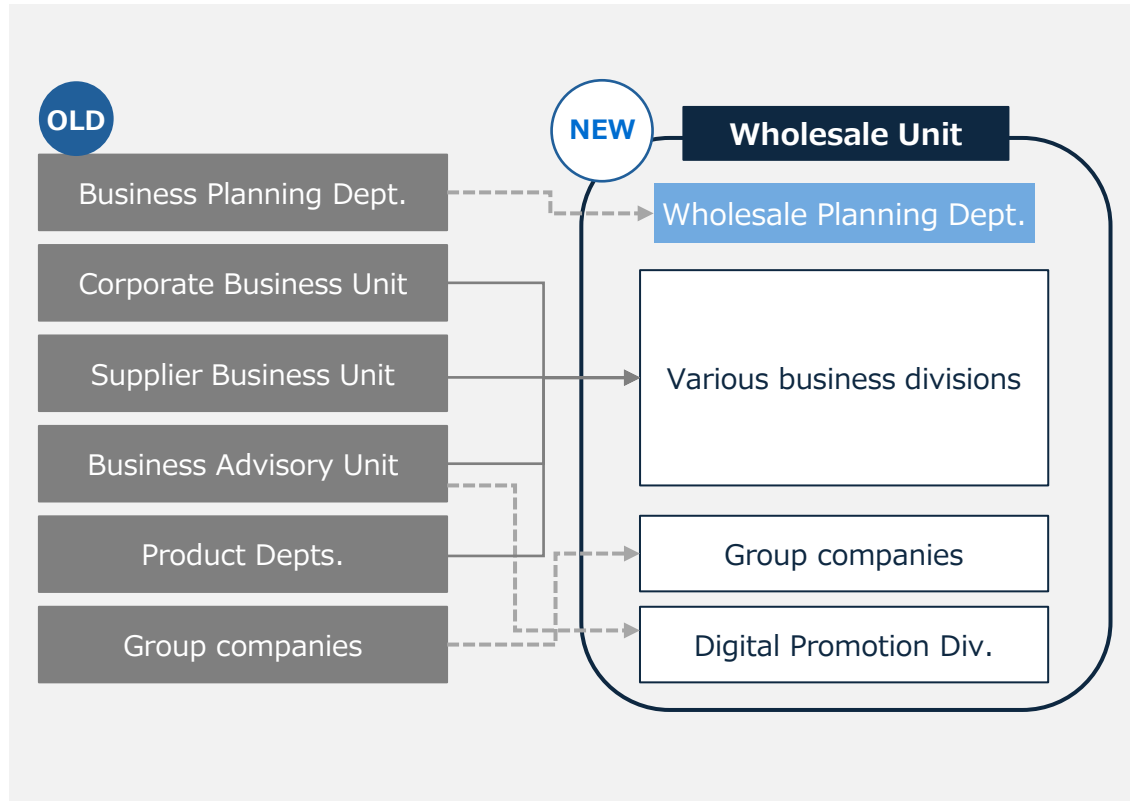 OLD
Business Planning Dept.
Corporate Business Unit
Supplier Business Unit
Business Advisory Unit
Product Depts.
Group companies
NEW
Wholesale Unit
Wholesale Planning Dept.
Various business divisions
Group companies
Digital Promotion Div.